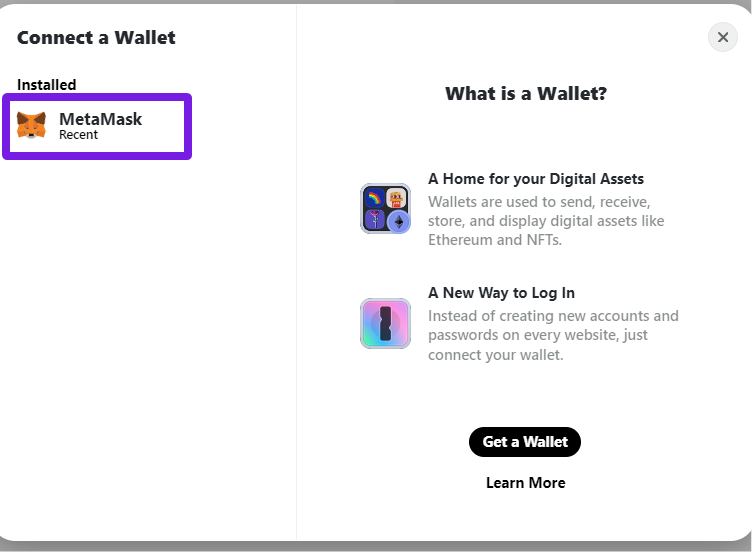 Connect a Wallet
Installed
MetaMask
Recent
What is a Wallet?
A Home for your Digital Assets
Wallets are used to send, receive,
store, and display digital assets like
Ethereum and NFTs.
A New Way to Log In
Instead of creating new accounts and
passwords on every website, just
connect your wallet.
Get a Wallet
Learn More